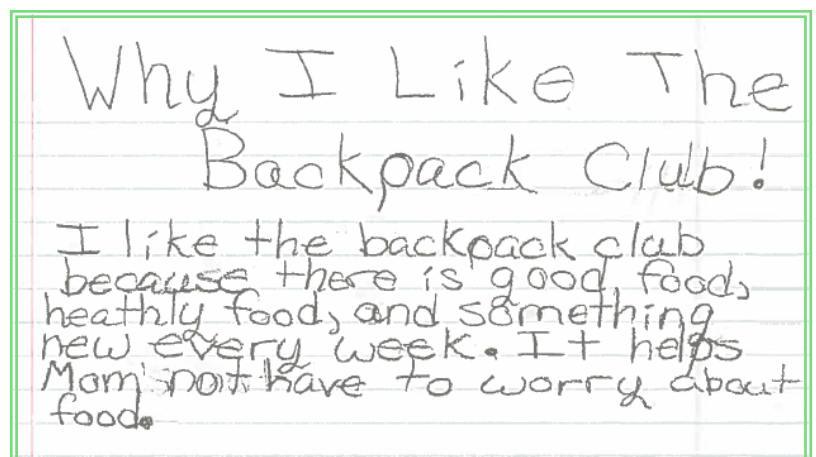 Why I Like The
Backpack Club!
I like the backpack club
because there is good food,
heathly food, and something
new every week. It helps
Mom not have to worry about
food.